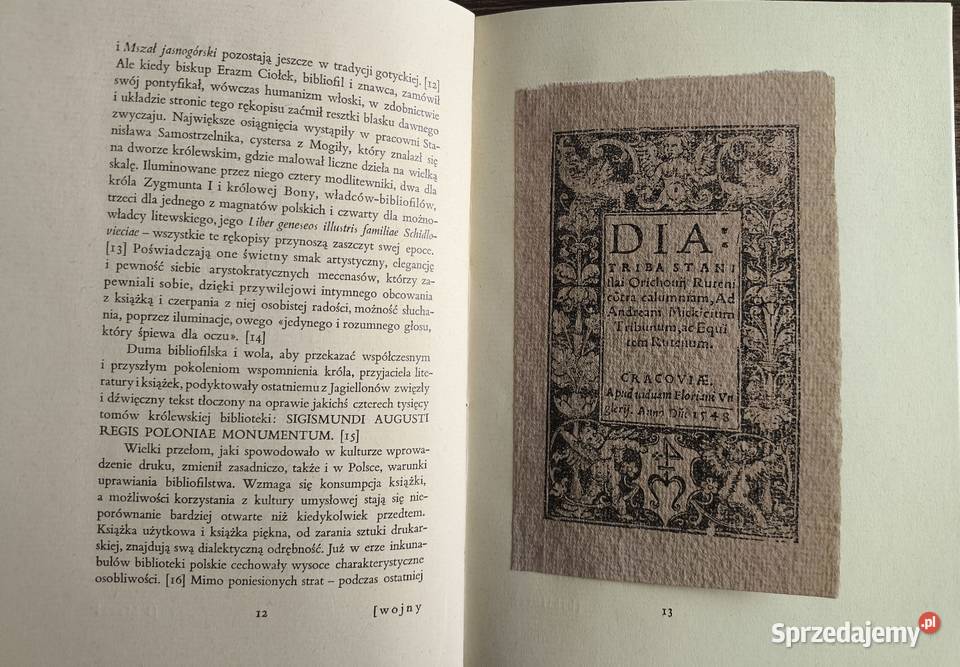 i Mszał jasnogórski pozostają jeszcze w tradycji gotyckiej. [12]
Ale kiedy biskup Erazm Ciołek, bibliofil i znawca, zamówił
swój pontyfikał, wówczas humanizm włoski, w zdobnictwie
i układzie stronic tego rękopisu zaćmił resztki blasku dawnego
zwyczaju. Największe osiągnięcia wystąpiły w pracowni Sta-
nisława Samostrzelnika, cystersa z Mogiły, który znalazł się
na dworze królewskim, gdzie malował liczne dzieła na wielką
skalę. Iluminowane przez niego cztery modlitewniki, dwa dla
króla Zygmunta I i królowej Bony, władców-bibliofilów,
trzeci dla jednego z magnatów polskich i czwarty dla możno-
władcy litewskiego, jego Liber geneseos illustris familiae Schidlo-
vieciae – wszystkie te rękopisy przynoszą zaszczyt swej epoce.
[13] Poświadczają one świetny smak artystyczny, elegancję
i pewność siebie arystokratycznych mecenasów, którzy za-
pewniali sobie, dzięki przywilejowi intymnego obcowania
z książką i czerpania z niej osobistej radości, możność słucha-
nia, poprzez iluminacje, owego «jedynego i rozumnego głosu,
który śpiewa dla oczu». [14]
Duma bibliofilska i wola, aby przekazać współczesnym
i przyszłym pokoleniom wspomnienia króla, przyjaciela lite-
ratury i książek, podyktowały ostatniemu z Jagiellonów zwięzły
i dźwięczny tekst tłoczony na oprawie jakichś czterech tysięcy
tomów królewskiej biblioteki: SIGISMUNDI AUGUSTI
REGIS POLONIAE MONUMENTUM. [15]
Wielki przełom, jaki spowodowało w kulturze wprowa-
dzenie druku, zmienił zasadniczo, także i w Polsce, warunki
uprawiania bibliofilstwa. Wzmaga się konsumpcja książki,
a możliwości korzystania z kultury umysłowej stają się nie-
porównanie bardziej otwarte niż kiedykolwiek przedtem.
Książka użytkowa i książka piękna, od zarania sztuki drukar-
skiej, znajdują swą dialektyczną odrębność. Już w erze inkuna-
bułów biblioteki polskie cechowały wysoce charakterystyczne
osobliwości. [16] Mimo poniesionych strat – podczas ostatniej
12
[wojny
DIA
TRIBA STANI
slai Orichouij Ruteni
cōtra calumniam, Ad
Andream Mickicium
Tribunum, ac Equi
tem Rutenum.
CRACOVIÆ.
Apud uiduam Floriani Vn
glerij. Anno Dñi 1548
13
Sprzedajemy.pl